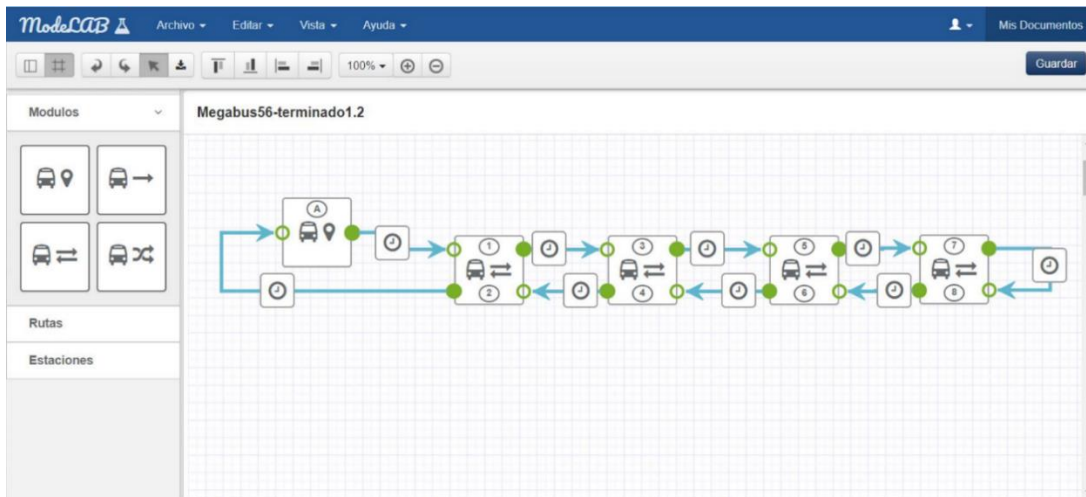 ModeLAB Archivo Editar Vista Ayuda Mis Documentos
100% Guardar
Modulos
Megabus56-terminado1.2
A
1 3 5 7
2 4 6 8
Rutas
Estaciones